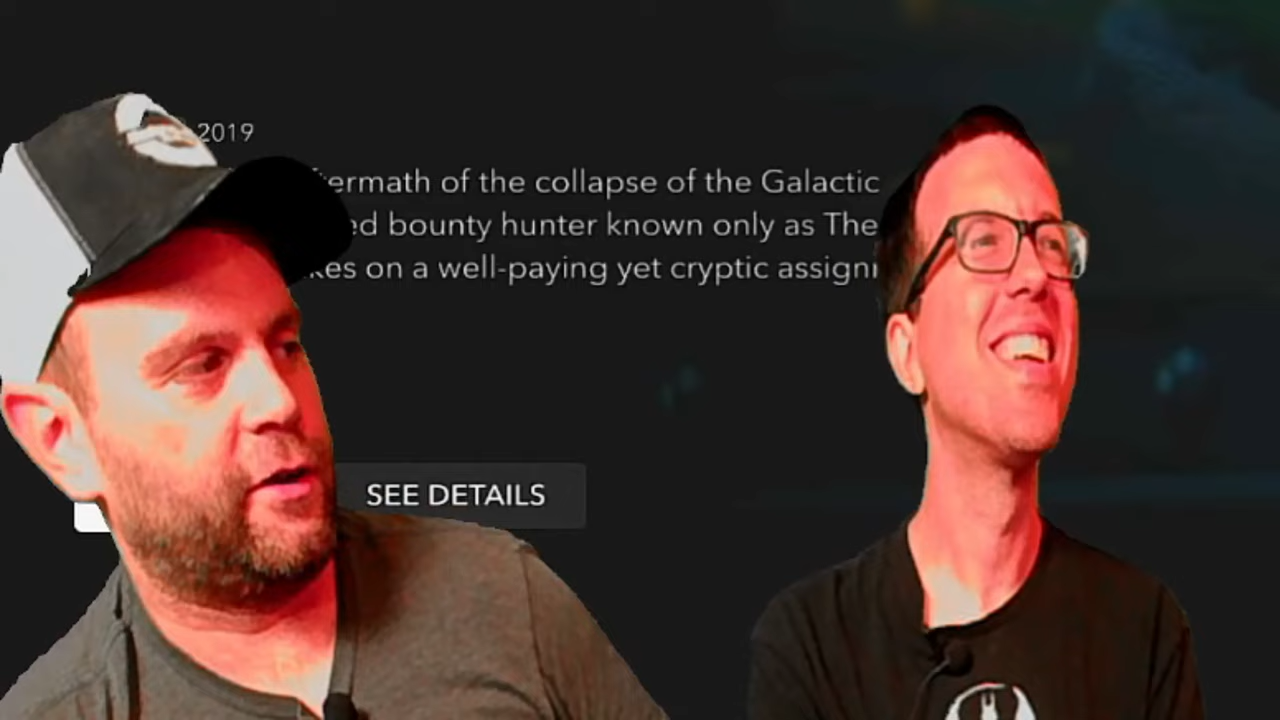 2019
ermath of the collapse of the Galactic
ed bounty hunter known only as The
kes on a well-paying yet cryptic assign
SEE DETAILS